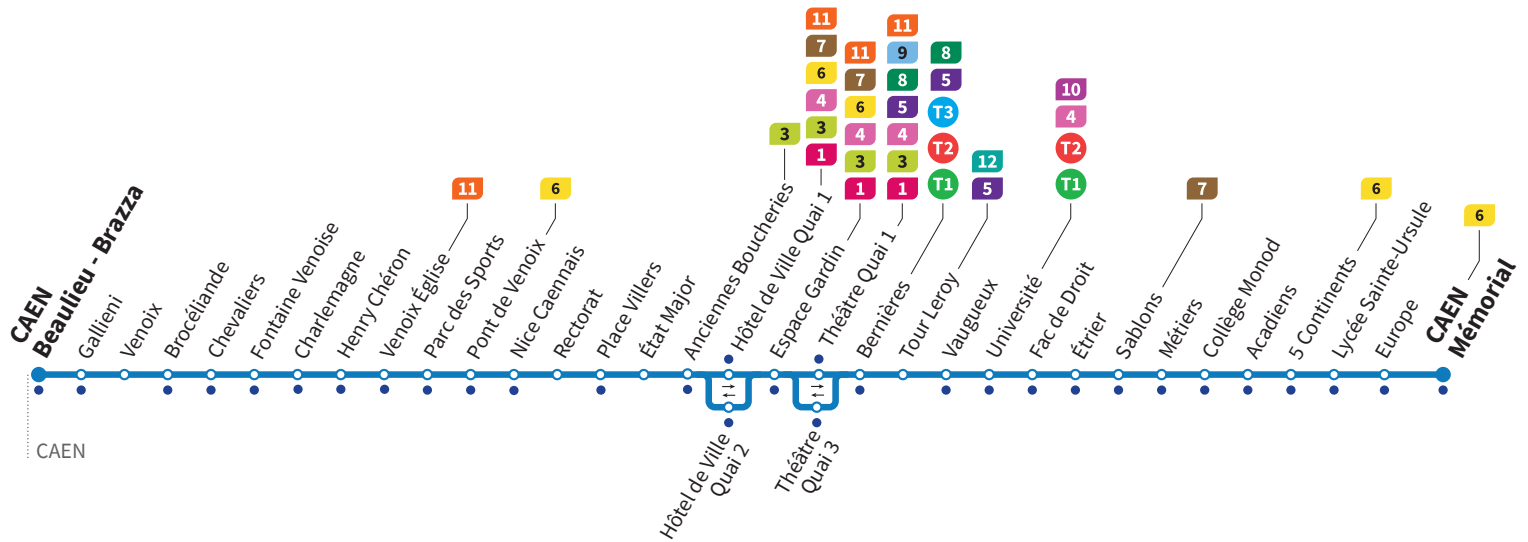 CAEN
Beaulieu - Brazza
Gallieni
Venoix
Brocéliande
Chevaliers
Fontaine Venoise
Charlemagne
Henry Chéron
Venoix Église
11
Parc des Sports
Pont de Venoix
6
Nice Caennais
Rectorat
Place Villers
État Major
Anciennes Boucheries
3
Hôtel de Ville Quai 1
11
7
6
4
3
1
Espace Gardin
11
7
6
4
3
1
Théâtre Quai 1
11
9
8
5
4
3
1
Bernières
8
5
T3
T2
T1
Tour Leroy
12
5
Vaugueux
Université
10
4
T2
T1
Fac de Droit
Étrier
Sablons
7
Métiers
Collège Monod
Acadiens
5 Continents
6
Lycée Sainte-Ursule
Europe
CAEN
Mémorial
6
CAEN
Hôtel de Ville
Quai 2
Théâtre
Quai 3